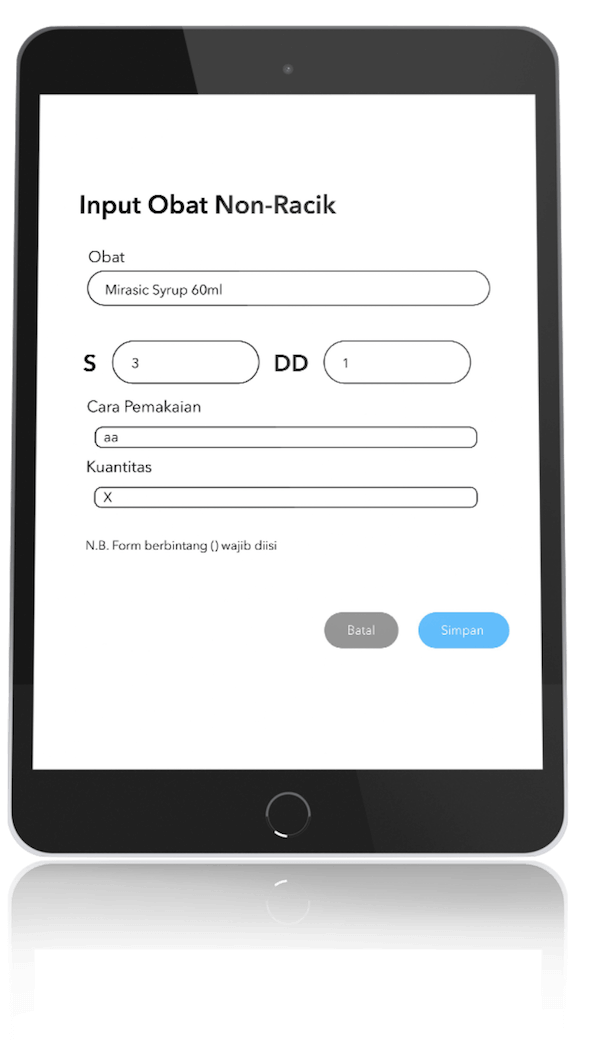 Input Obat Non-Racik
Obat
Mirasic Syrup 60ml
S 3 DD 1
Cara Pemakaian
aa
Kuantitas
X
N.B. Form berbintang () wajib diisi
Batal Simpan